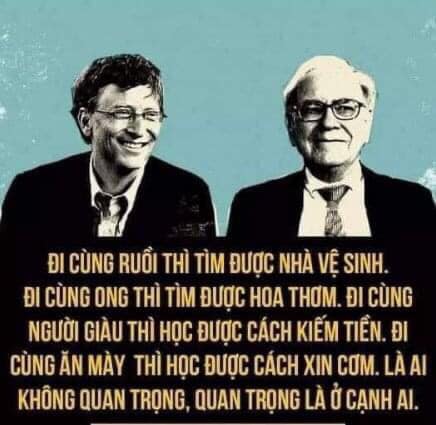 ĐI CÙNG RUỒI THÌ TÌM ĐƯỢC NHÀ VỆ SINH.
ĐI CÙNG ONG THÌ TÌM ĐƯỢC HOA THƠM. ĐI CÙNG
NGƯỜI GIÀU THÌ HỌC ĐƯỢC CÁCH KIẾM TIỀN. ĐI
CÙNG ĂN MÀY THÌ HỌC ĐƯỢC CÁCH XIN CƠM. LÀ AI
KHÔNG QUAN TRỌNG, QUAN TRỌNG LÀ Ở CẠNH AI.